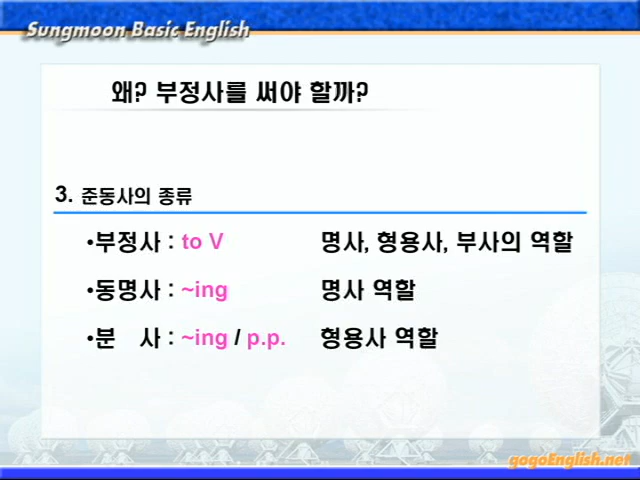 Sungmoon Basic English
왜? 부정사를 써야 할까?
3. 준동사의 종류
•부정사 : to V 명사, 형용사, 부사의 역할
•동명사 : ~ing 명사 역할
•분 사 : ~ing / p.p. 형용사 역할
gogoEnglish.net